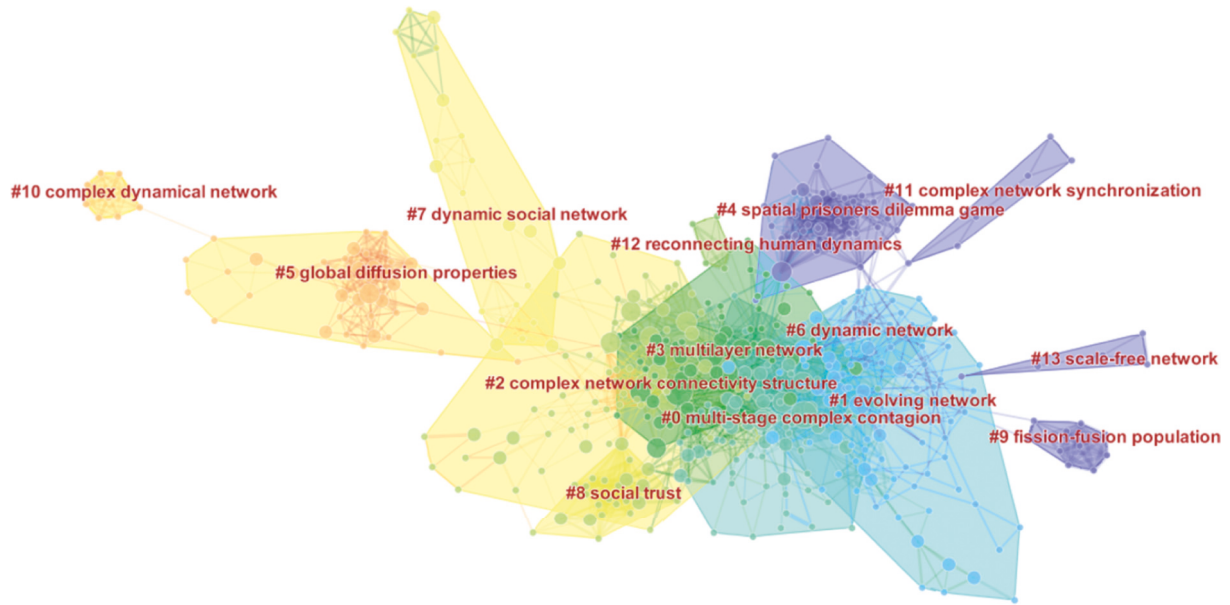 #10 complex dynamical network
#11 complex network synchronization
#4 spatial prisoners dilemma game
#7 dynamic social network
#12 reconnecting human dynamics
#5 global diffusion properties
#6 dynamic network
#3 multilayer network
#13 scale-free network
#2 complex network connectivity structure
#1 evolving network
#0 multi-stage complex contagion
#9 fission-fusion population
#8 social trust